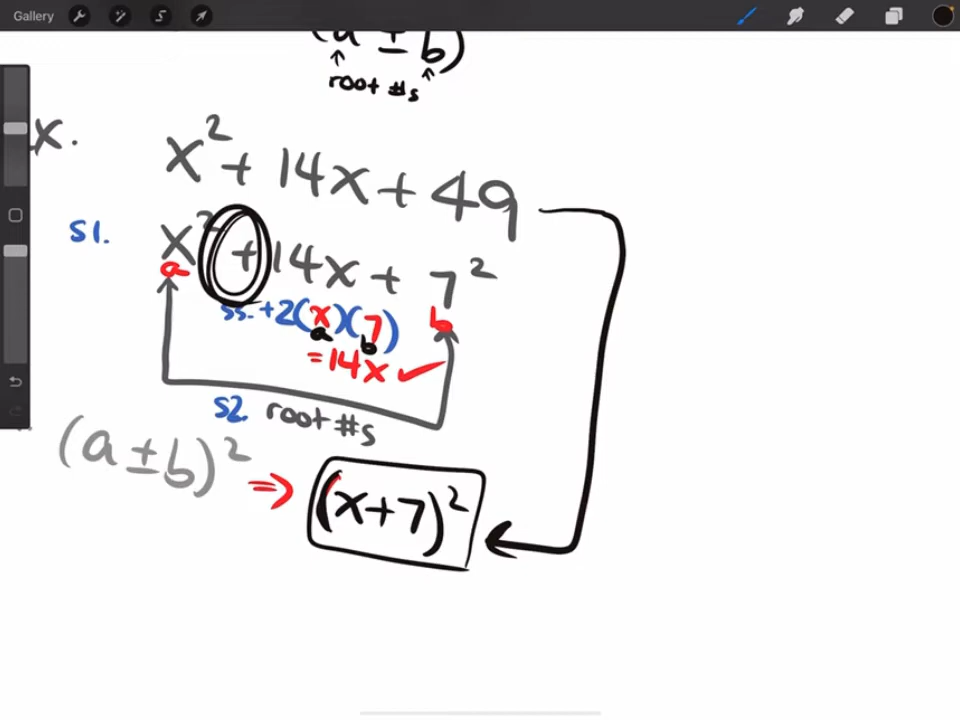 Gallery
(a ± b)
root #s
x.
x² + 14x + 49
S1.
x² + 14x + 7²
a
b
S3. +2(x)(7)
a b
= 14x ✓
S2. root #s
(a ± b)² ⇒ (x+7)²